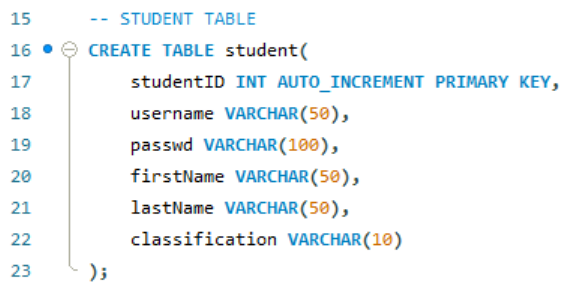 15 -- STUDENT TABLE
16 CREATE TABLE student(
17 studentID INT AUTO_INCREMENT PRIMARY KEY,
18 username VARCHAR(50),
19 passwd VARCHAR(100),
20 firstName VARCHAR(50),
21 lastName VARCHAR(50),
22 classification VARCHAR(10)
23 );